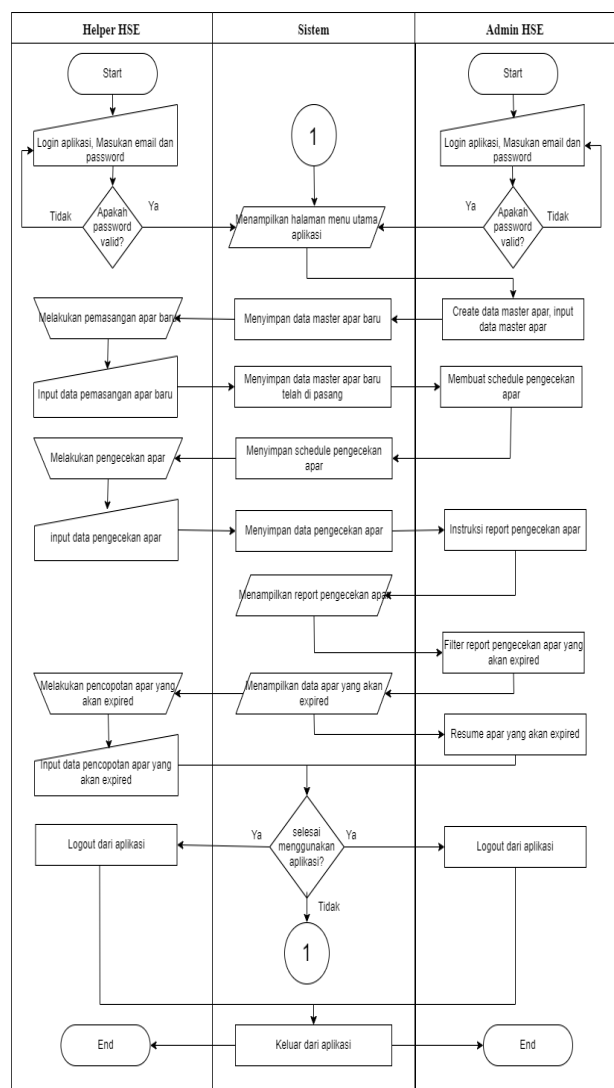 Helper HSE
Sistem
Admin HSE
Start
Start
Login aplikasi, Masukan email dan
password
1
Login aplikasi, Masukan email dan
password
Tidak
Apakah
password
valid?
Ya
Menampilkan halaman menu utama
aplikasi
Ya
Apakah
password
valid?
Tidak
Melakukan pemasangan apar baru
Menyimpan data master apar baru
Create data master apar, input
data master apar
Input data pemasangan apar baru
Menyimpan data master apar baru
telah di pasang
Membuat schedule pengecekan
apar
Melakukan pengecekan apar
Menyimpan schedule pengecekan
apar
input data pengecekan apar
Menyimpan data pengecekan apar
Instruksi report pengecekan apar
Menampilkan report pengecekan apar
Filter report pengecekan apar yang
akan expired
Melakukan pencopotan apar yang
akan expired
Menampilkan data apar yang akan
expired
Resume apar yang akan expired
Input data pencopotan apar yang
akan expired
Logout dari aplikasi
Ya
selesai
menggunakan
aplikasi?
Ya
Logout dari aplikasi
Tidak
1
End
Keluar dari aplikasi
End